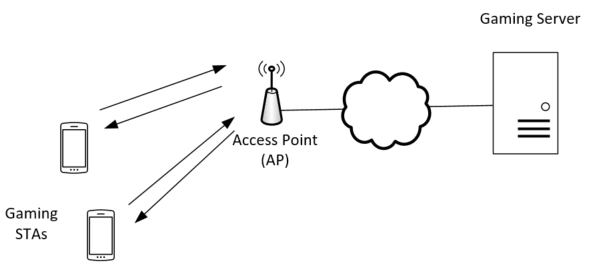 Gaming Server
Access Point
(AP)
Gaming
STAs